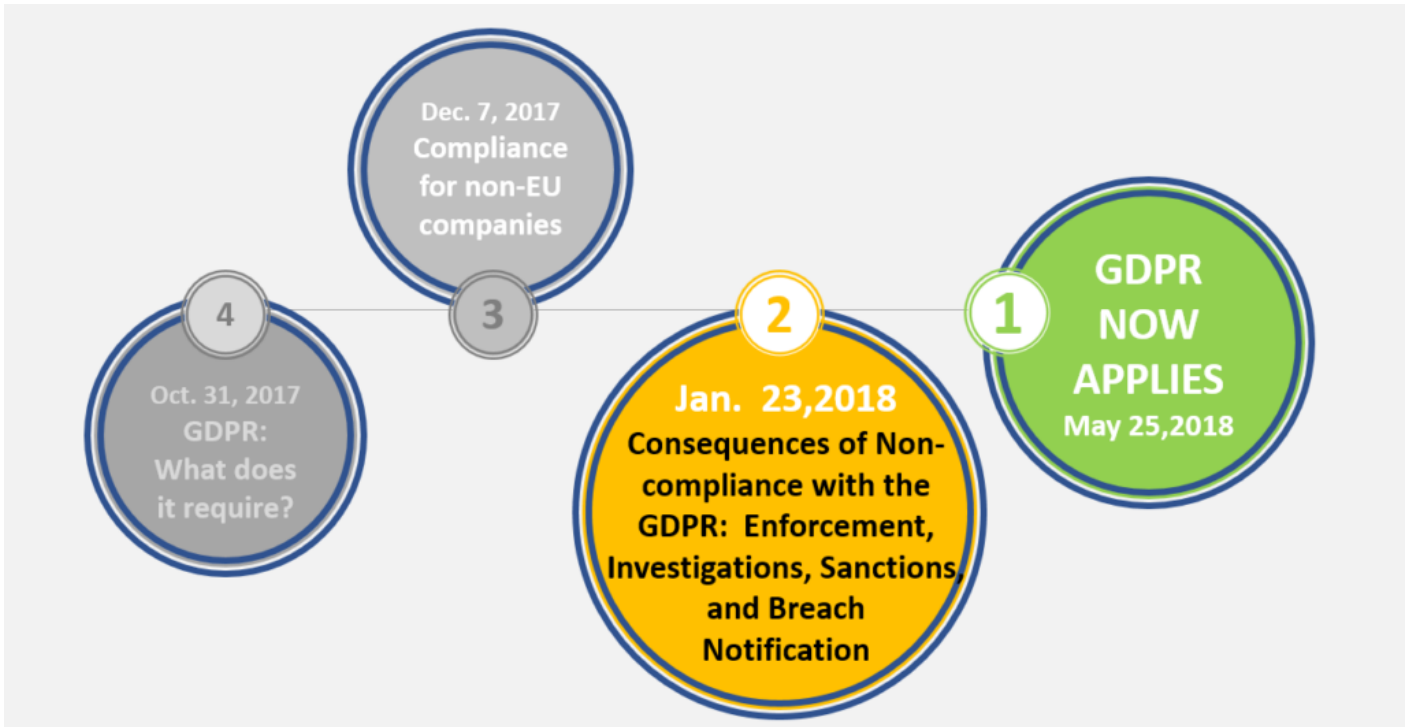 4
Oct. 31, 2017
GDPR:
What does
it require?
3
Dec. 7, 2017
Compliance
for non-EU
companies
2
Jan.  23,2018
Consequences of Non-
compliance with the
GDPR:  Enforcement,
Investigations, Sanctions,
and Breach
Notification
1
GDPR
NOW
APPLIES
May 25,2018